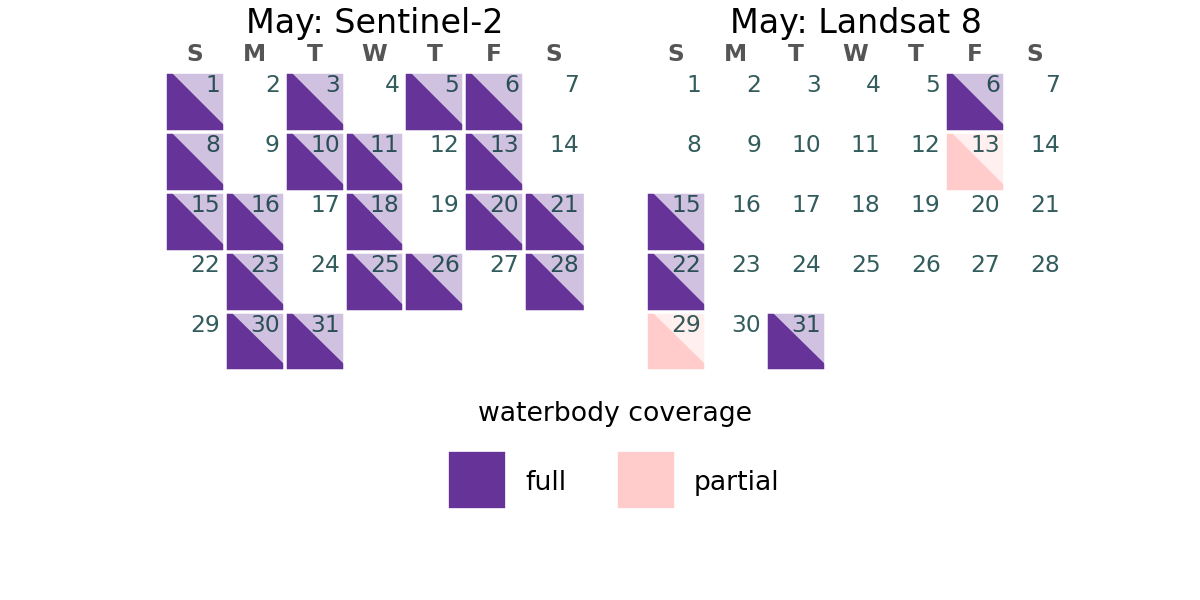 May: Sentinel-2
S M T W T F S
1 2 3 4 5 6 7
8 9 10 11 12 13 14
15 16 17 18 19 20 21
22 23 24 25 26 27 28
29 30 31
May: Landsat 8
S M T W T F S
1 2 3 4 5 6 7
8 9 10 11 12 13 14
15 16 17 18 19 20 21
22 23 24 25 26 27 28
29 30 31
waterbody coverage
full
partial